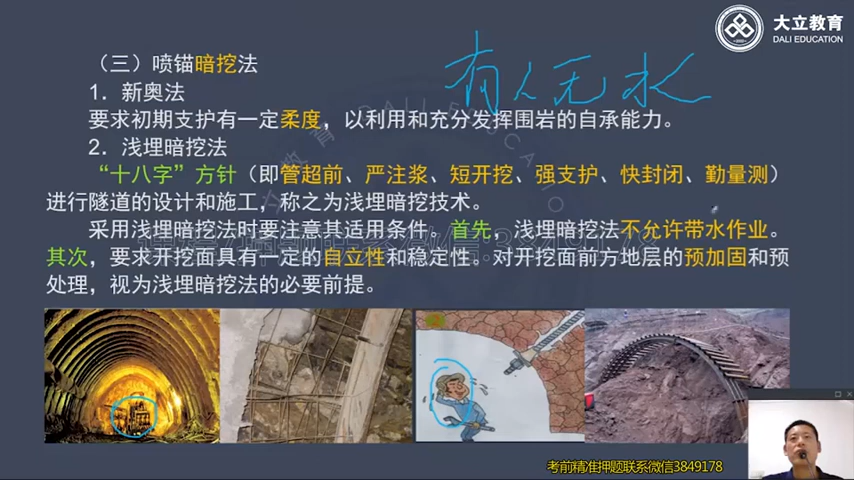 大立教育
DALI EDUCATION
（三）喷锚暗挖法
有人无水
1．新奥法
要求初期支护有一定柔度，以利用和充分发挥围岩的自承能力。
2．浅埋暗挖法
“十八字”方针（即管超前、严注浆、短开挖、强支护、快封闭、勤量测）
进行隧道的设计和施工，称之为浅埋暗挖技术。
采用浅埋暗挖法时要注意其适用条件。首先，浅埋暗挖法不允许带水作业。
其次，要求开挖面具有一定的自立性和稳定性。对开挖面前方地层的预加固和预
处理，视为浅埋暗挖法的必要前提。
考前精准押题联系微信3849178